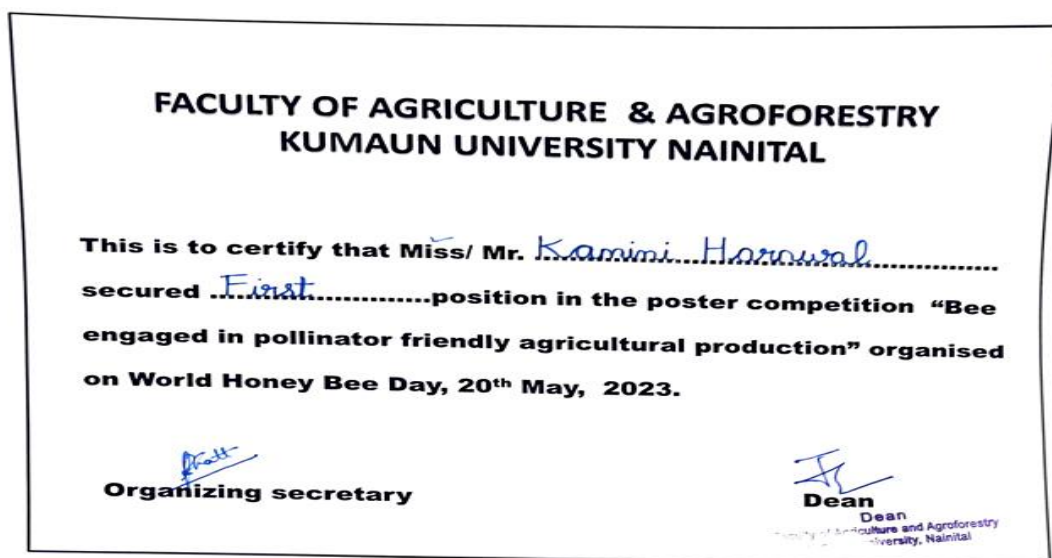 FACULTY OF AGRICULTURE & AGROFORESTRY
KUMAUN UNIVERSITY NAINITAL
This is to certify that Miss/ Mr. Kamini Harnwal
secured First position in the poster competition "Bee
engaged in pollinator friendly agricultural production" organised
on World Honey Bee Day, 20th May, 2023.
Organizing secretary
Dean
Dean
Agriculture and Agroforestry
Nainital